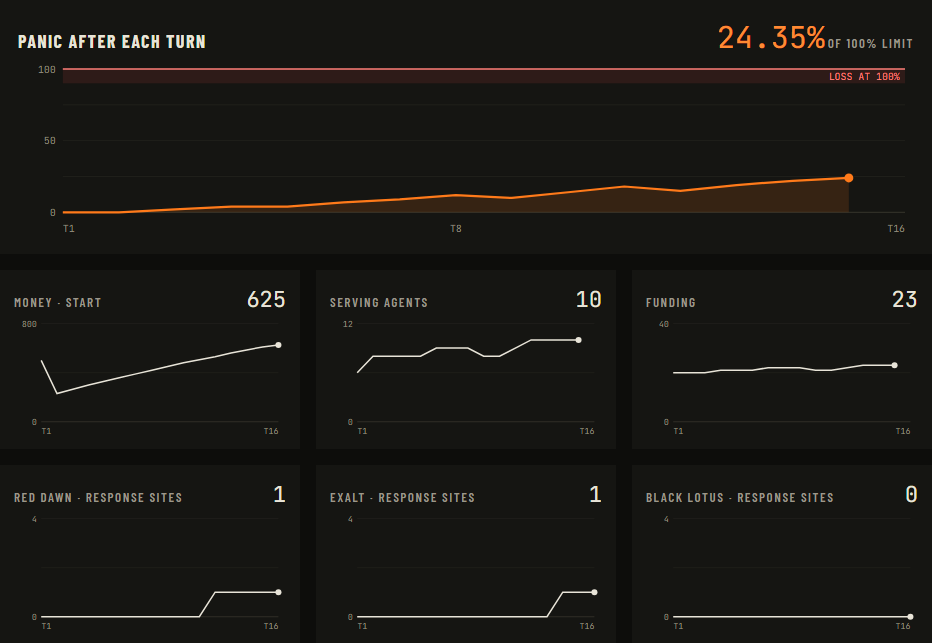 PANIC AFTER EACH TURN
24.35% OF 100% LIMIT
100
LOSS AT 100%
50
0
T1 T8 T16
MONEY · START 625
800
0
T1 T16
SERVING AGENTS 10
12
0
T1 T16
FUNDING 23
40
0
T1 T16
RED DAWN · RESPONSE SITES 1
4
0
T1 T16
EXALT · RESPONSE SITES 1
4
0
T1 T16
BLACK LOTUS · RESPONSE SITES 0
4
0
T1 T16